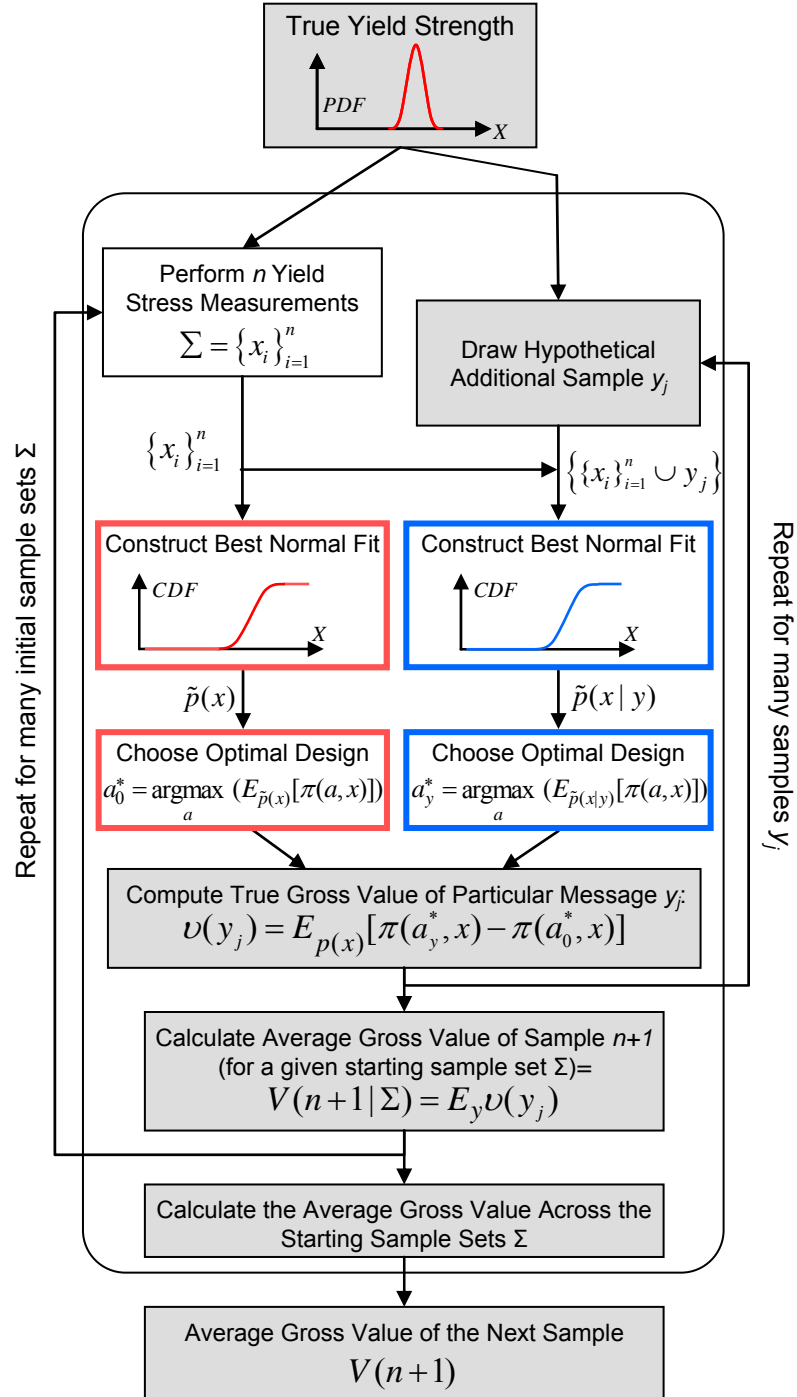 True Yield Strength
PDF
X
Perform n Yield
Stress Measurements
Σ = {x_i}_{i=1}^n
Draw Hypothetical
Additional Sample y_j
{x_i}_{i=1}^n
{{x_i}_{i=1}^n ∪ y_j}
Construct Best Normal Fit
CDF
X
Construct Best Normal Fit
CDF
X
p̃(x)
p̃(x | y)
Choose Optimal Design
a_0^* = argmax_a (E_{p̃(x)}[π(a,x)])
Choose Optimal Design
a_y^* = argmax_a (E_{p̃(x|y)}[π(a,x)])
Compute True Gross Value of Particular Message y_j:
υ(y_j) = E_{p(x)}[π(a_y^*, x) − π(a_0^*, x)]
Calculate Average Gross Value of Sample n+1
(for a given starting sample set Σ)=
V(n+1 | Σ) = E_y υ(y_j)
Calculate the Average Gross Value Across the
Starting Sample Sets Σ
Average Gross Value of the Next Sample
V(n+1)
Repeat for many initial sample sets Σ
Repeat for many samples y_j